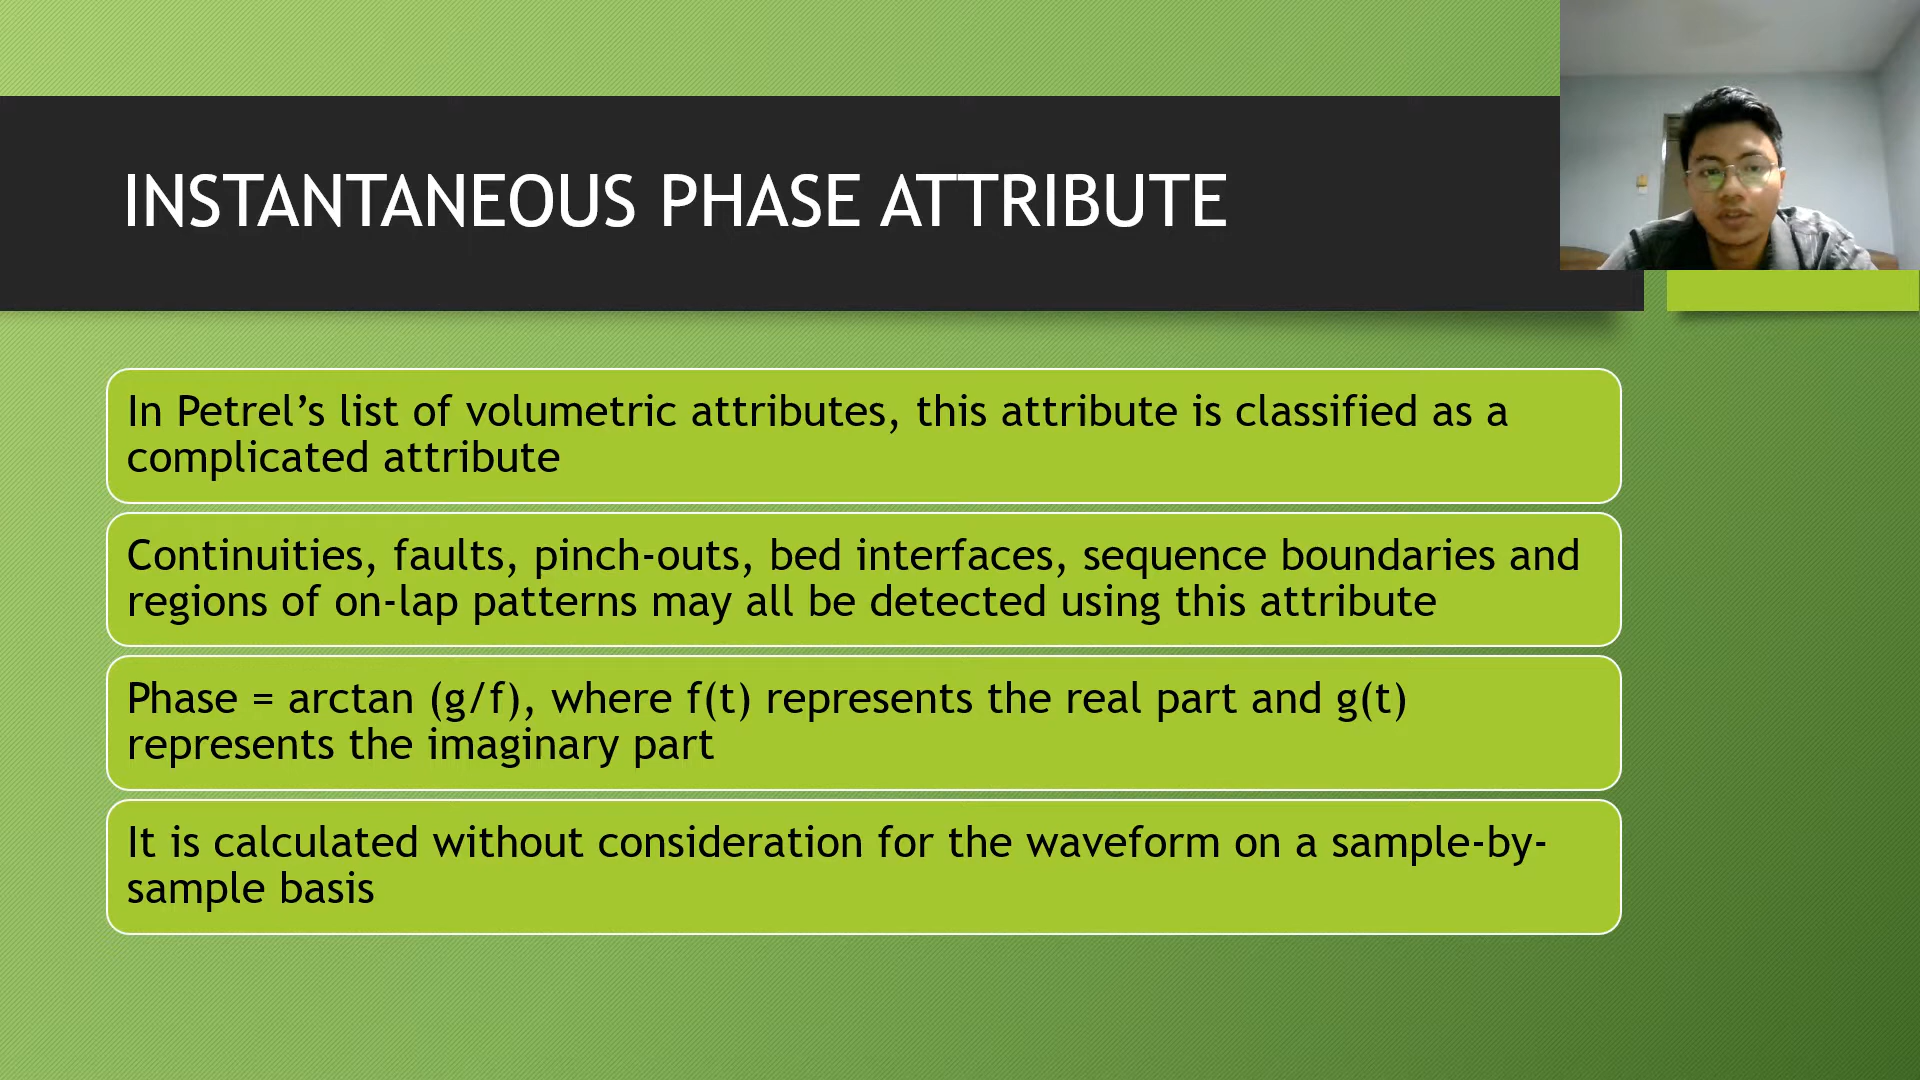 INSTANTANEOUS PHASE ATTRIBUTE
In Petrel’s list of volumetric attributes, this attribute is classified as a
complicated attribute
Continuities, faults, pinch-outs, bed interfaces, sequence boundaries and
regions of on-lap patterns may all be detected using this attribute
Phase = arctan (g/f), where f(t) represents the real part and g(t)
represents the imaginary part
It is calculated without consideration for the waveform on a sample-by-
sample basis